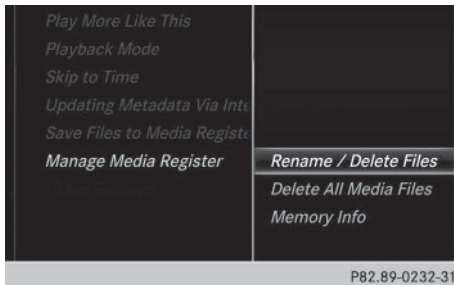 Play More Like This
Playback Mode
Skip to Time
Updating Metadata Via Inte
Save Files to Media Registe
Manage Media Register
Rename / Delete Files
Delete All Media Files
Memory Info
P82.89-0232-31